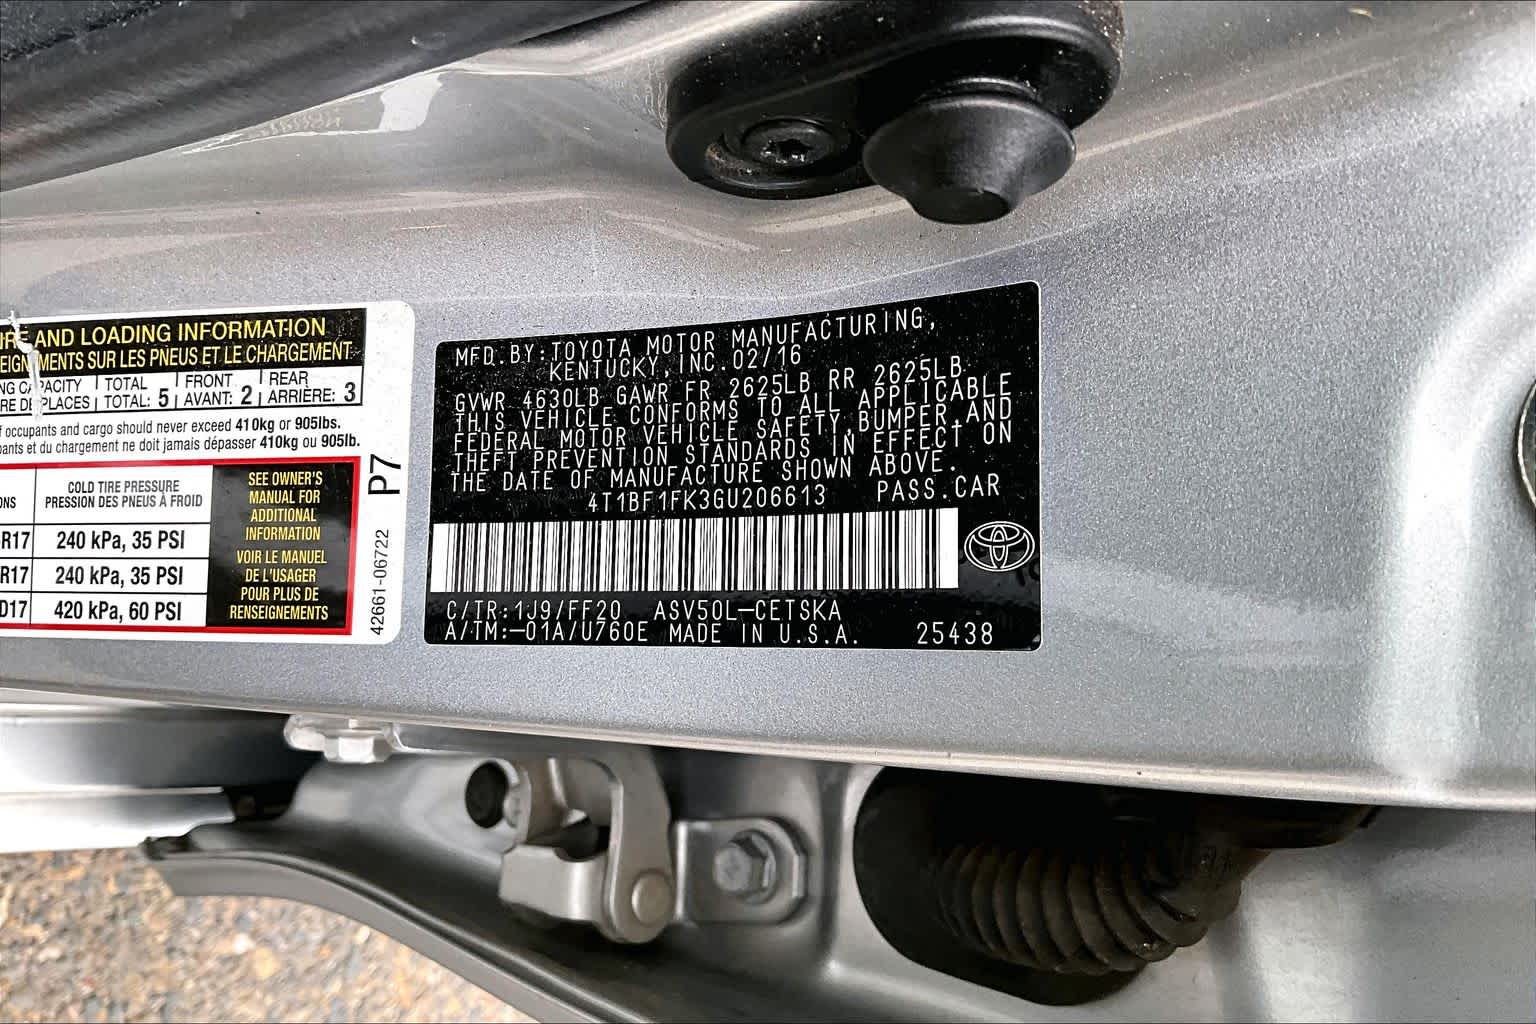 AND LOADING INFORMATION
SUR LES PNEUS ET LE CHARGEMENT
TOTAL FRONT REAR
TOTAL: 5 AVANT: 2 ARRIÈRE: 3
of occupants and cargo should never exceed 410kg or 905lbs.
et du chargement ne doit jamais dépasser 410kg ou 905lb.
COLD TIRE PRESSURE
PRESSION DES PNEUS À FROID
R17 240 kPa, 35 PSI
R17 240 kPa, 35 PSI
D17 420 kPa, 60 PSI
SEE OWNER'S
MANUAL FOR
ADDITIONAL
INFORMATION
VOIR LE MANUEL
DE L'USAGER
POUR PLUS DE
RENSEIGNEMENTS
P7
42661-06722
MFD. BY: TOYOTA MOTOR MANUFACTURING,
KENTUCKY, INC. 02/16
GVWR 4630LB GAWR FR 2625LB RR 2625LB
THIS VEHICLE CONFORMS TO ALL APPLICABLE
FEDERAL MOTOR VEHICLE SAFETY, BUMPER, AND
THEFT PREVENTION STANDARDS IN EFFECT ON
THE DATE OF MANUFACTURE SHOWN ABOVE.
4T1BF1FK3GU206613 PASS. CAR
C/TR: 1J9/FF20 ASV50L-CETSKA
A/TM: -01A/U760E MADE IN U.S.A. 25438